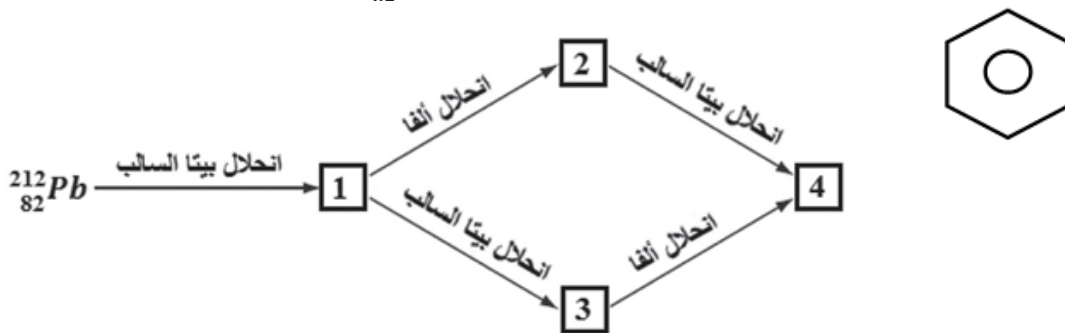 2
انحلال ألفا
انحلال بيتا السالب
انحلال بيتا السالب
²¹²₈₂Pb
1
4
انحلال بيتا السالب
انحلال ألفا
3